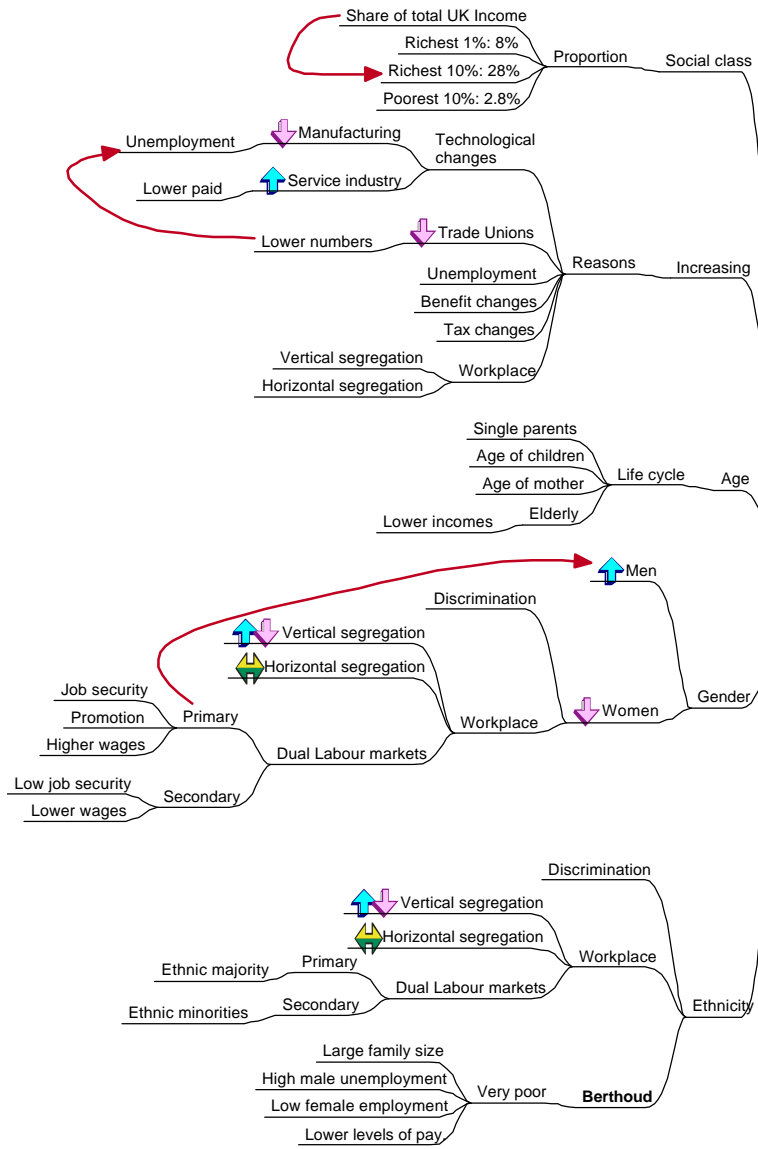 Share of total UK Income
Richest 1%: 8%
Richest 10%: 28%
Poorest 10%: 2.8%
Proportion
Social class
Unemployment
Manufacturing
Lower paid
Service industry
Technological
changes
Lower numbers
Trade Unions
Unemployment
Benefit changes
Tax changes
Vertical segregation
Horizontal segregation
Workplace
Reasons
Increasing
Single parents
Age of children
Age of mother
Lower incomes
Elderly
Life cycle
Age
Men
Discrimination
Vertical segregation
Horizontal segregation
Job security
Promotion
Higher wages
Primary
Low job security
Lower wages
Secondary
Dual Labour markets
Workplace
Women
Gender
Discrimination
Vertical segregation
Horizontal segregation
Ethnic majority
Primary
Ethnic minorities
Secondary
Dual Labour markets
Workplace
Ethnicity
Large family size
High male unemployment
Low female employment
Lower levels of pay,
Very poor
Berthoud